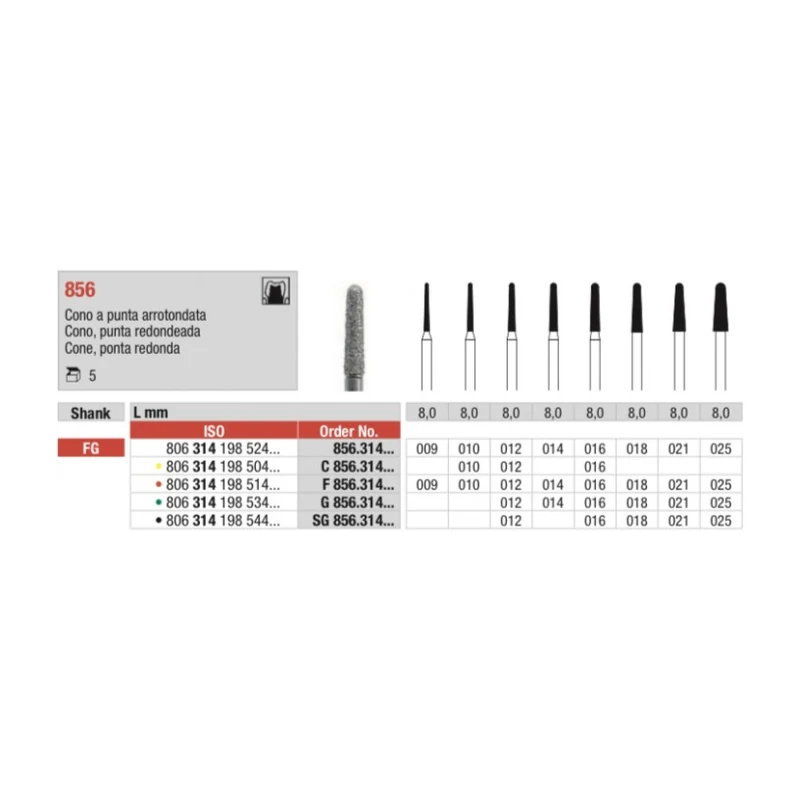 856
Cono a punta arrotondata
Cono, punta redondeada
Cone, ponta redonda
5
Shank L mm 8,0 8,0 8,0 8,0 8,0 8,0 8,0 8,0
ISO Order No.
FG 806 314 198 524... 856.314... 009 010 012 014 016 018 021 025
806 314 198 504... C 856.314... 010 012 016
806 314 198 514... F 856.314... 009 010 012 014 016 018 021 025
806 314 198 534... G 856.314... 012 014 016 018 021 025
806 314 198 544... SG 856.314... 012 016 018 021 025